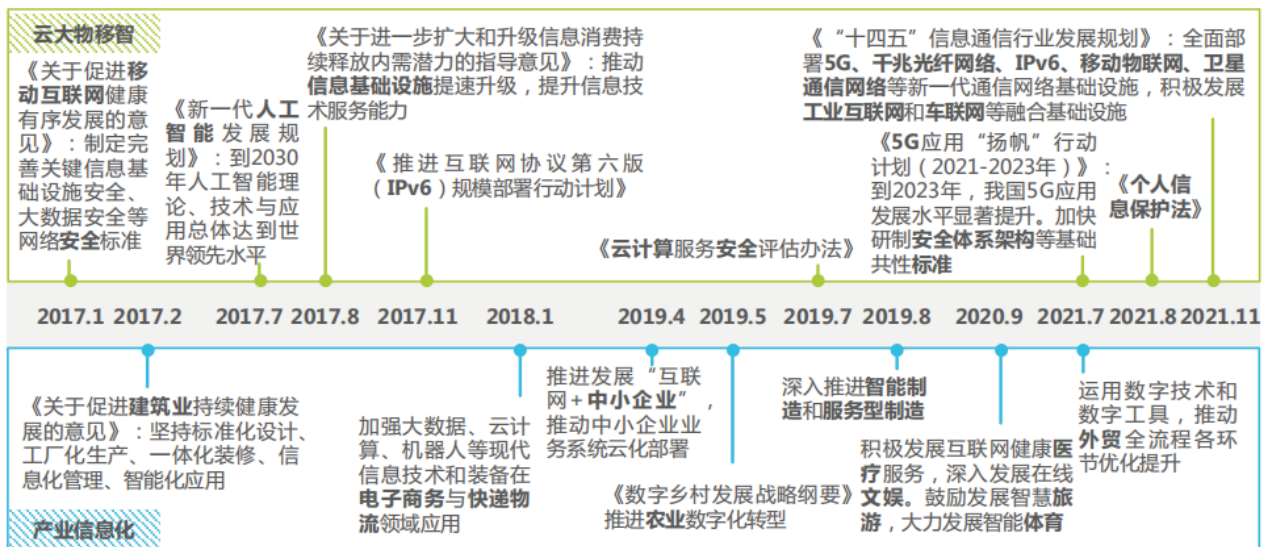 云大物移智
《关于促进移
动互联网健康
有序发展的意
见》：制定完
善关键信息基
础设施安全、
大数据安全等
网络安全标准
《新一代人工
智能发展规
划》：到2030
年人工智能理
论、技术与应
用总体达到世
界领先水平
《关于进一步扩大和升级信息消费持
续释放内需潜力的指导意见》：推动
信息基础设施提速升级，提升信息技
术服务能力
《推进互联网协议第六版
（IPv6）规模部署行动计划》
《云计算服务安全评估办法》
《“十四五”信息通信行业发展规划》：全面部
署5G、千兆光纤网络、IPv6、移动物联网、卫星
通信网络等新一代通信网络基础设施，积极发展
工业互联网和车联网等融合基础设施
《5G应用“扬帆”行动
计划（2021-2023年）》：
到2023年，我国5G应用
发展水平显著提升。加快
研制安全体系架构等基础
共性标准
《个人信
息保护法》
2017.1 2017.2 2017.7 2017.8 2017.11 2018.1 2019.4 2019.5 2019.7 2019.8 2020.9 2021.7 2021.8 2021.11
《关于促进建筑业持续健康发
展的意见》：坚持标准化设计、
工厂化生产、一体化装修、信
息化管理、智能化应用
加强大数据、云计
算、机器人等现代
信息技术和装备在
电子商务与快递物
流领域应用
推进发展“互联
网+中小企业”，
推动中小企业业
务系统云化部署
《数字乡村发展战略纲要》
推进农业数字化转型
深入推进智能制
造和服务型制造
积极发展互联网健康医
疗服务，深入发展在线
文娱。鼓励发展智慧旅
游，大力发展智能体育
运用数字技术和
数字工具，推动
外贸全流程各环
节优化提升
产业信息化